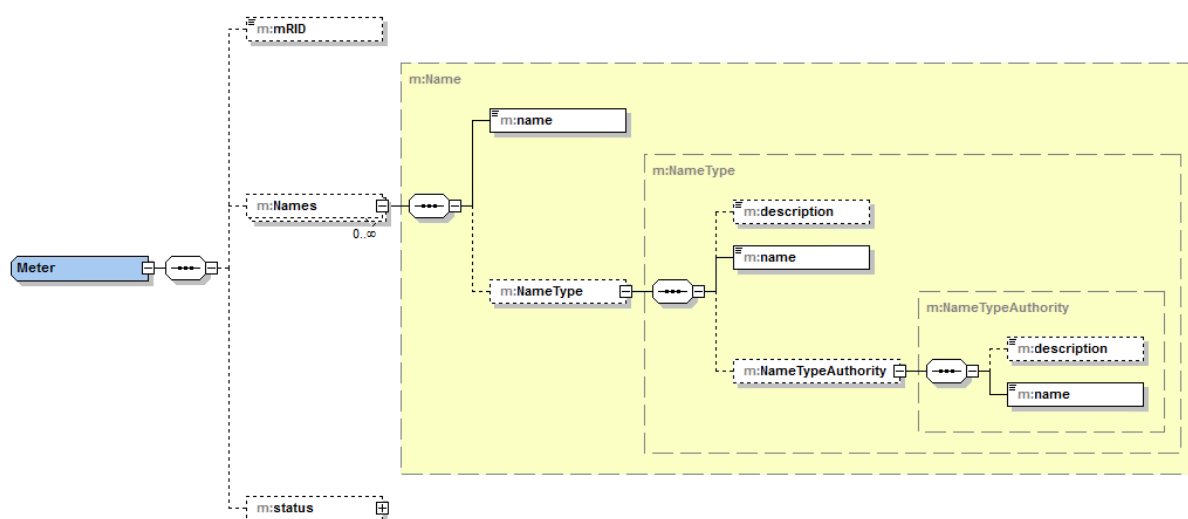 m:mRID
m:Name
m:name
m:NameType
m:description
m:Names
0..∞
m:name
Meter
m:NameType
m:NameTypeAuthority
m:description
m:NameTypeAuthority
m:name
m:status